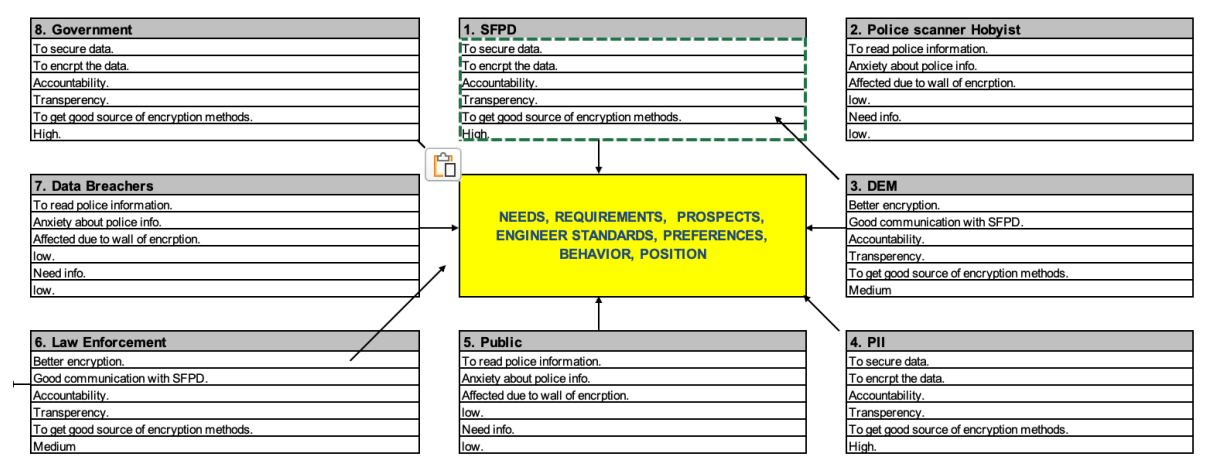 8. Government
To secure data.
To encrpt the data.
Accountability.
Transperency.
To get good source of encryption methods.
High.
1. SFPD
To secure data.
To encrpt the data.
Accountability.
Transperency.
To get good source of encryption methods.
High.
2. Police scanner Hobyist
To read police information.
Anxiety about police info.
Affected due to wall of encrption.
low.
Need info.
low.
7. Data Breachers
To read police information.
Anxiety about police info.
Affected due to wall of encrption.
low.
Need info.
low.
NEEDS, REQUIREMENTS, PROSPECTS,
ENGINEER STANDARDS, PREFERENCES,
BEHAVIOR, POSITION
3. DEM
Better encryption.
Good communication with SFPD.
Accountability.
Transperency.
To get good source of encryption methods.
Medium
6. Law Enforcement
Better encryption.
Good communication with SFPD.
Accountability.
Transperency.
To get good source of encryption methods.
Medium
5. Public
To read police information.
Anxiety about police info.
Affected due to wall of encrption.
low.
Need info.
low.
4. PII
To secure data.
To encrpt the data.
Accountability.
Transperency.
To get good source of encryption methods.
High.